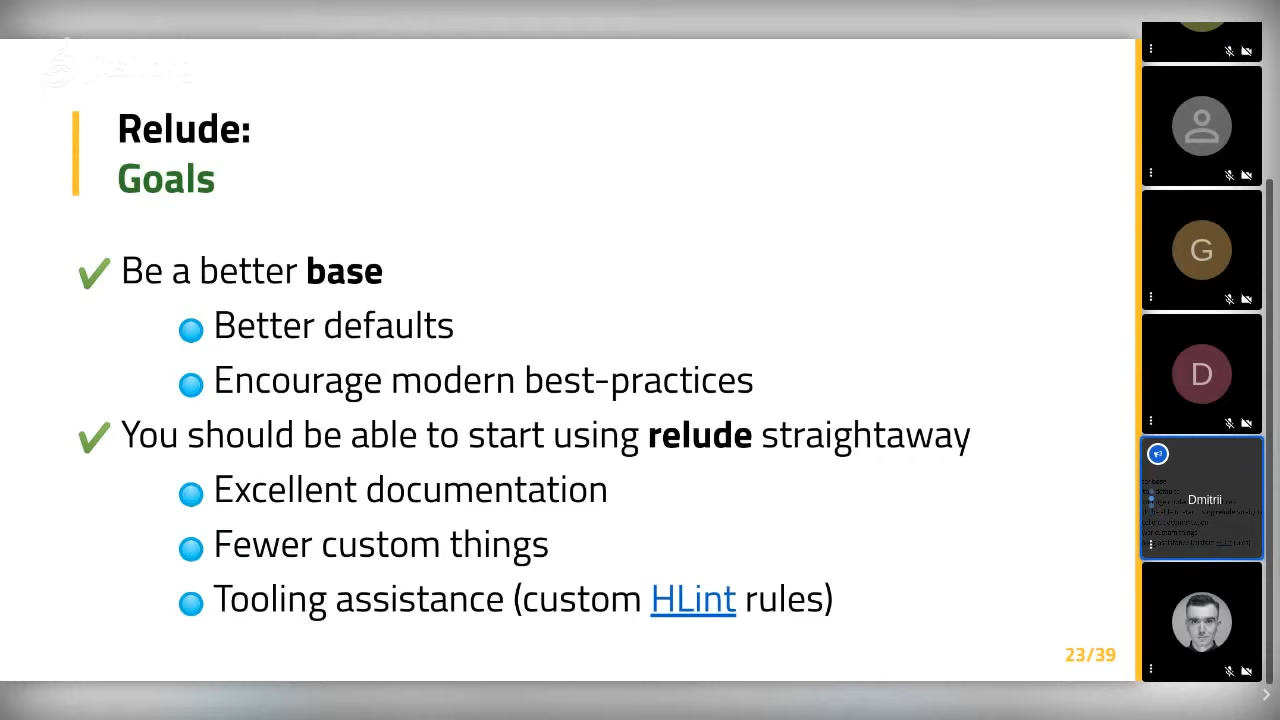 Relude:
Goals
Be a better base
Better defaults
Encourage modern best-practices
You should be able to start using relude straightaway
Excellent documentation
Fewer custom things
Tooling assistance (custom HLint rules)
23/39
G
D
Dmitrii